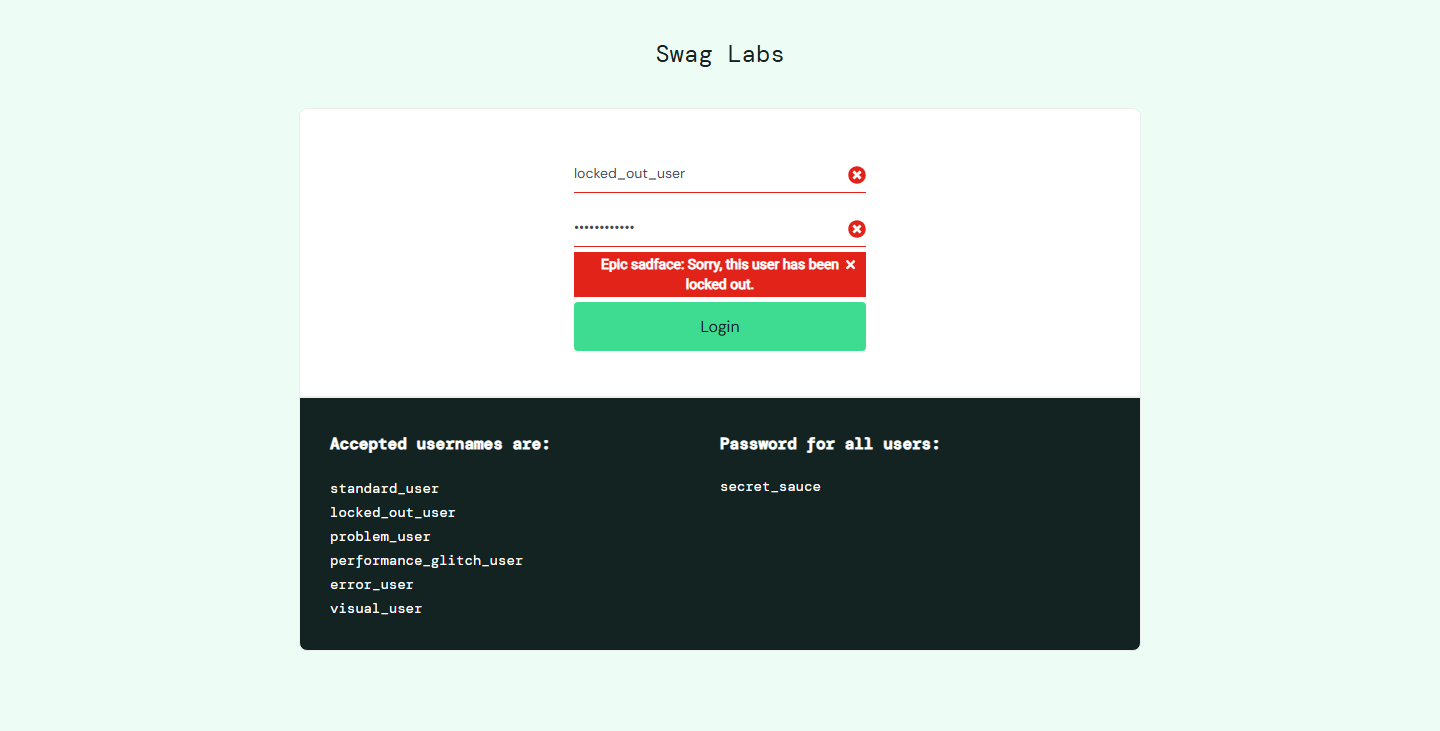 Swag Labs
locked_out_user
••••••••••••
Epic sadface: Sorry, this user has been
locked out.
Login
Accepted usernames are:
standard_user
locked_out_user
problem_user
performance_glitch_user
error_user
visual_user
Password for all users:
secret_sauce